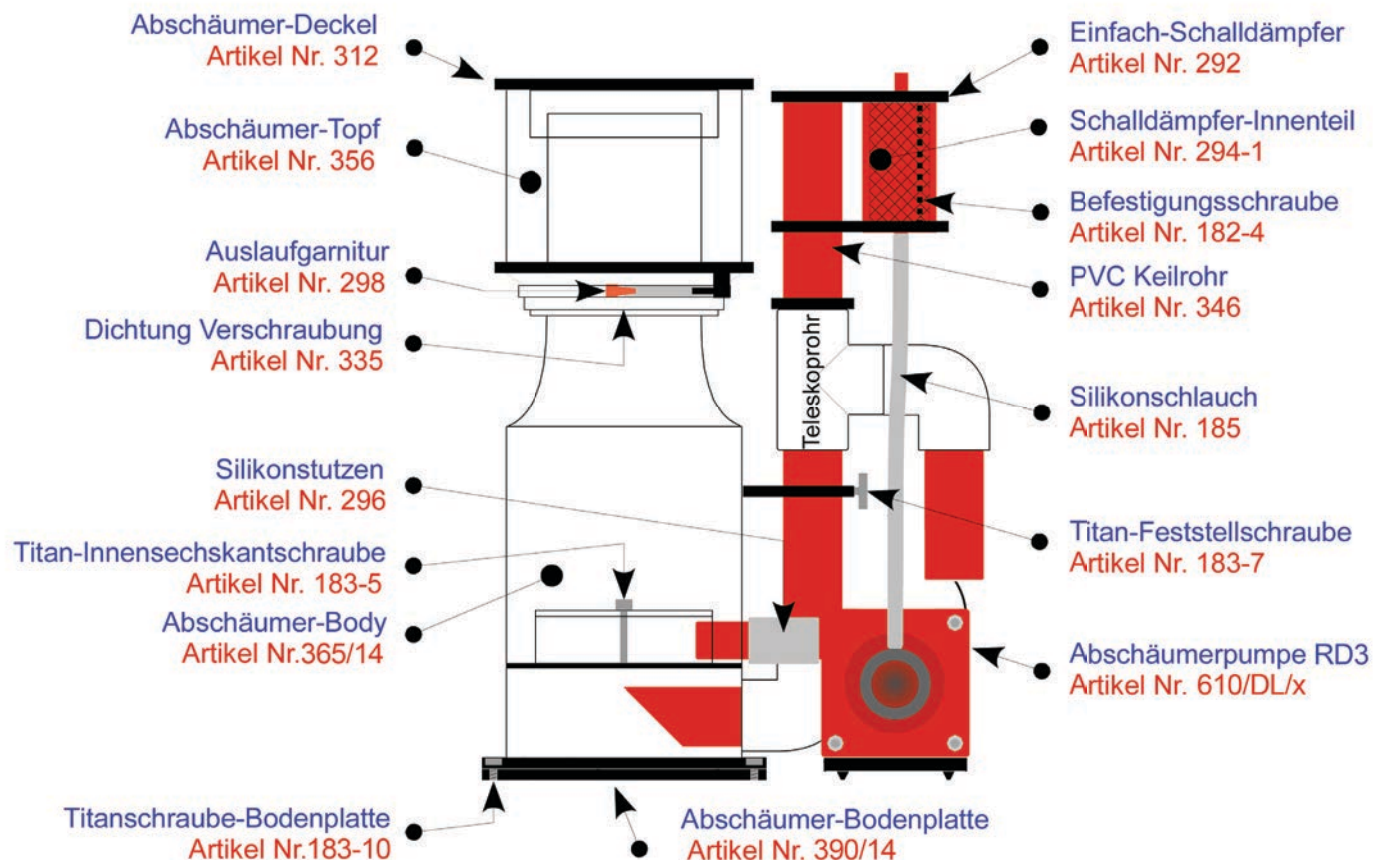 Abschäumer-Deckel
Artikel Nr. 312
Abschäumer-Topf
Artikel Nr. 356
Auslaufgarnitur
Artikel Nr. 298
Dichtung Verschraubung
Artikel Nr. 335
Silikonstutzen
Artikel Nr. 296
Titan-Innensechskantschraube
Artikel Nr. 183-5
Abschäumer-Body
Artikel Nr.365/14
Titanschraube-Bodenplatte
Artikel Nr.183-10
Teleskoprohr
Einfach-Schalldämpfer
Artikel Nr. 292
Schalldämpfer-Innenteil
Artikel Nr. 294-1
Befestigungsschraube
Artikel Nr. 182-4
PVC Keilrohr
Artikel Nr. 346
Silikonschlauch
Artikel Nr. 185
Titan-Feststellschraube
Artikel Nr. 183-7
Abschäumerpumpe RD3
Artikel Nr. 610/DL/x
Abschäumer-Bodenplatte
Artikel Nr. 390/14